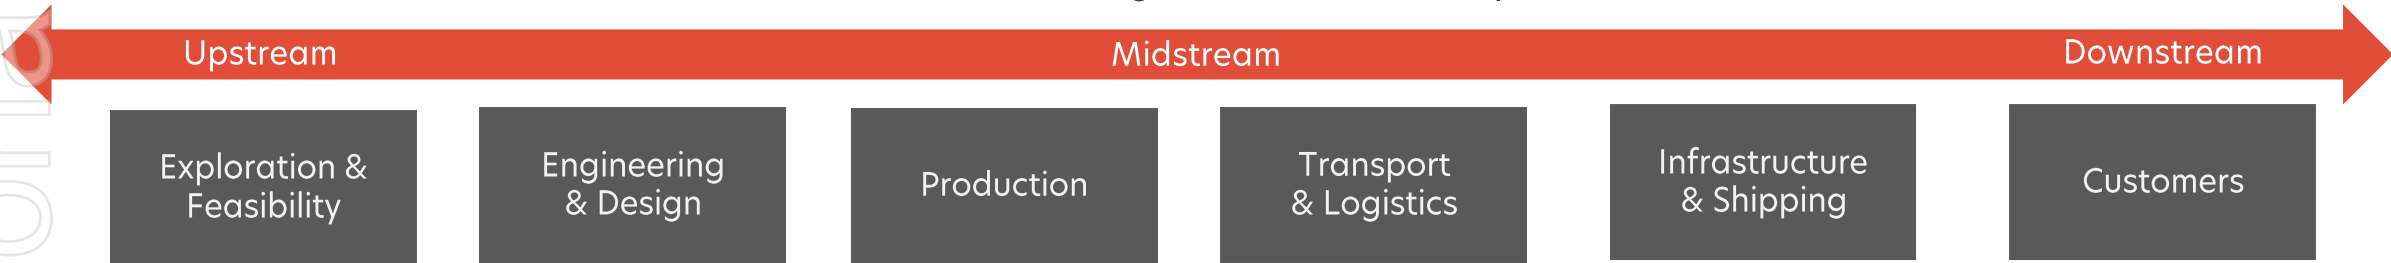 Upstream
Midstream
Downstream
Exploration &
Feasibility
Engineering
& Design
Production
Transport
& Logistics
Infrastructure
& Shipping
Customers